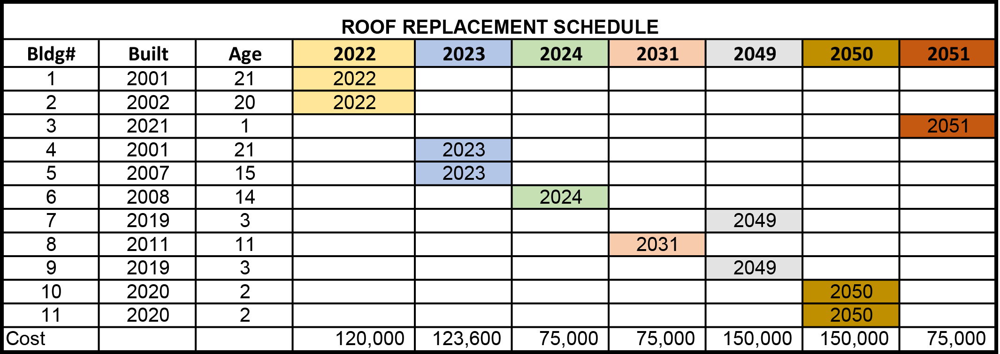 ROOF REPLACEMENT SCHEDULE
Bldg# Built Age 2022 2023 2024 2031 2049 2050 2051
1 2001 21 2022
2 2002 20 2022
3 2021 1 2051
4 2001 21 2023
5 2007 15 2023
6 2008 14 2024
7 2019 3 2049
8 2011 11 2031
9 2019 3 2049
10 2020 2 2050
11 2020 2 2050
Cost 120,000 123,600 75,000 75,000 150,000 150,000 75,000